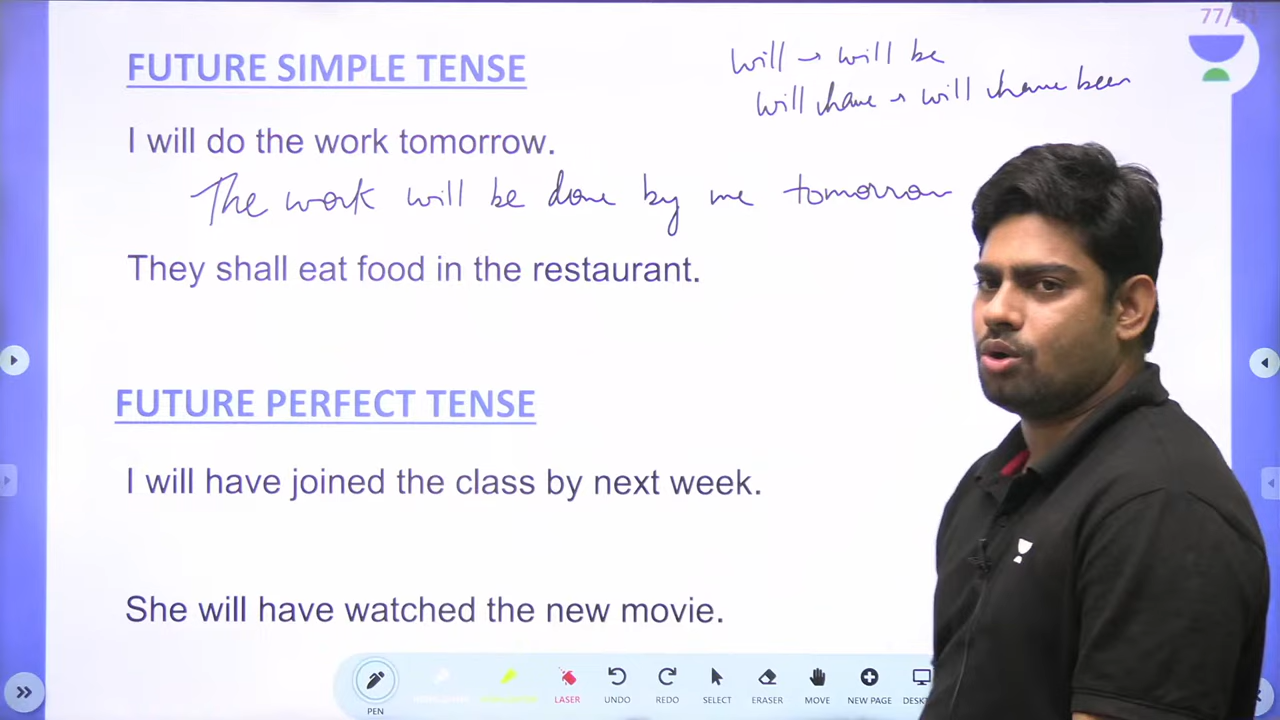 77/91
FUTURE SIMPLE TENSE
will → will be
will have → will have been
I will do the work tomorrow.
The work will be done by me tomorrow
They shall eat food in the restaurant.
FUTURE PERFECT TENSE
I will have joined the class by next week.
She will have watched the new movie.
PEN
LASER
UNDO
REDO
SELECT
ERASER
MOVE
NEW PAGE
DESKT